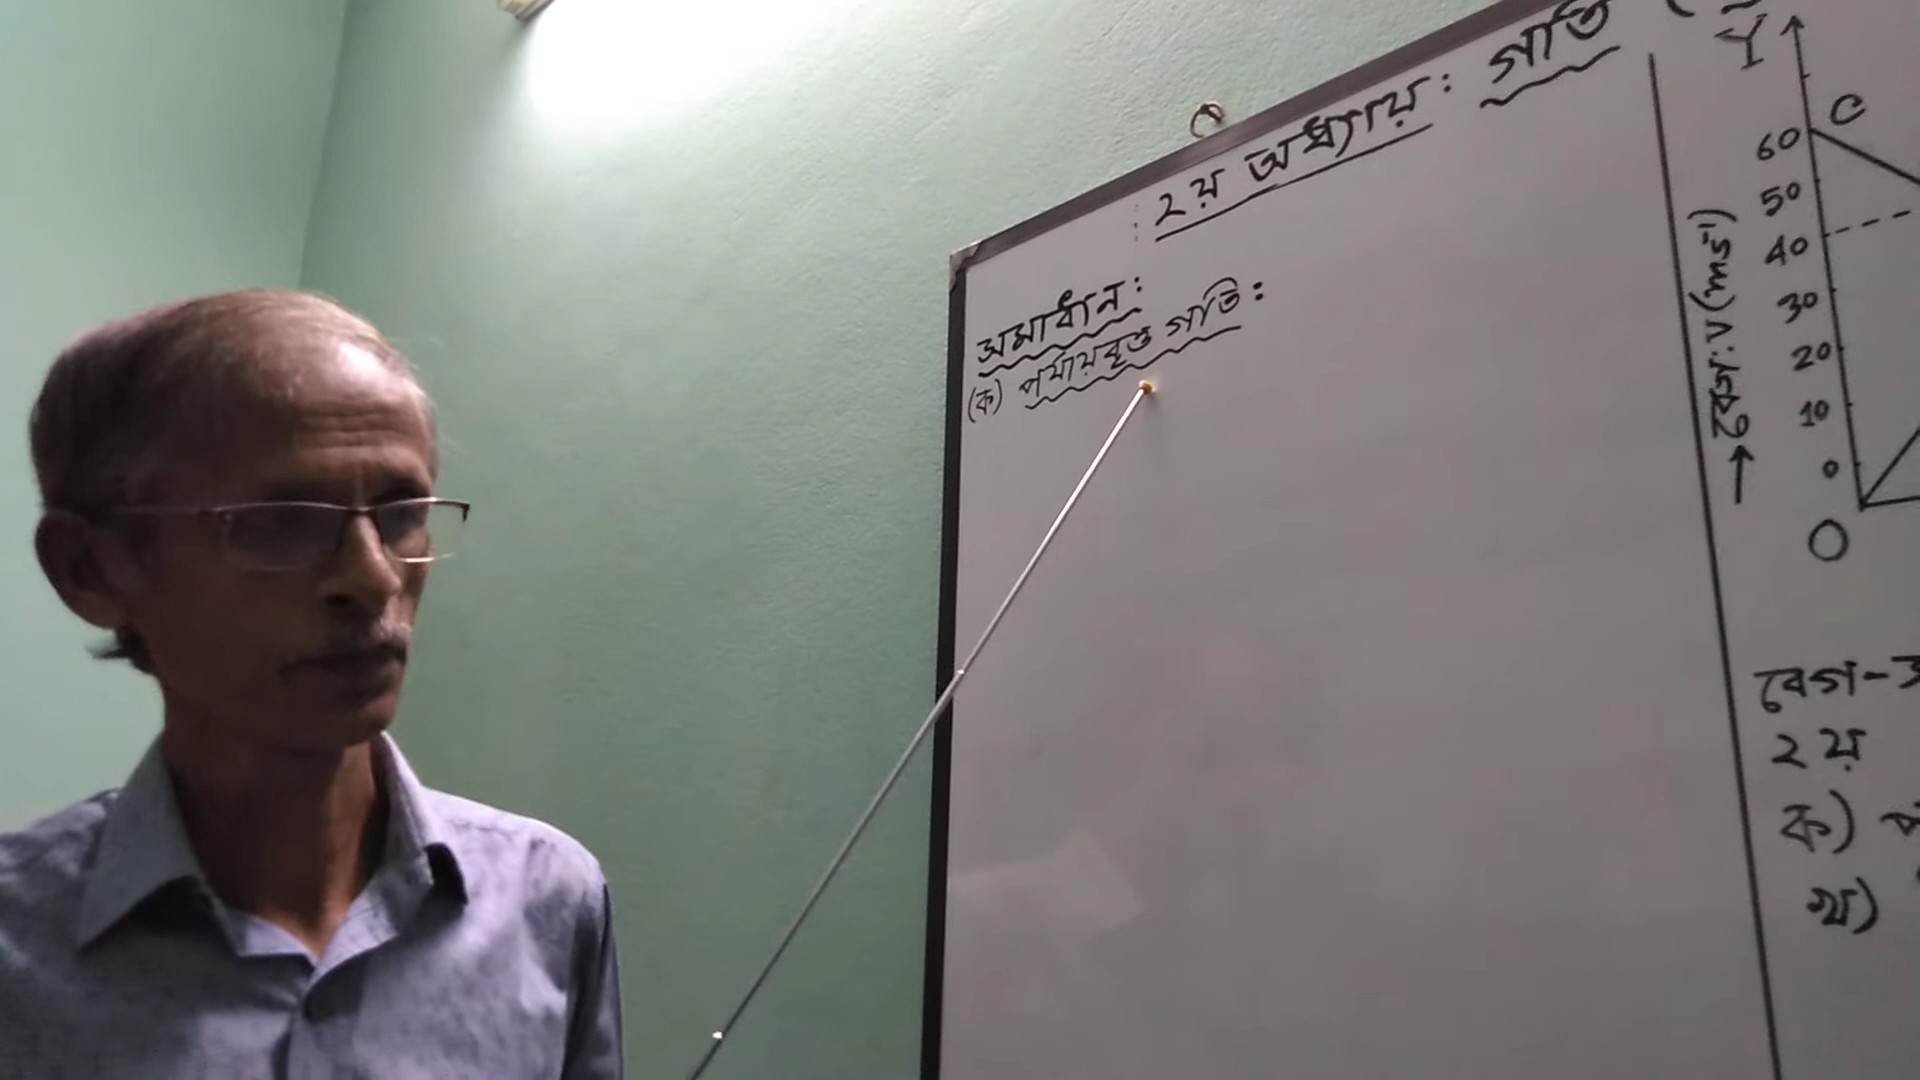 ২য় অধ্যায়: গতি
সমাধান:
(ক) পর্যায়বৃত্ত গতি:
Y
C
60
50
40
30
20
10
0
O
→ বেগ: V (ms⁻¹)
বেগ-
২য়
ক)
খ)